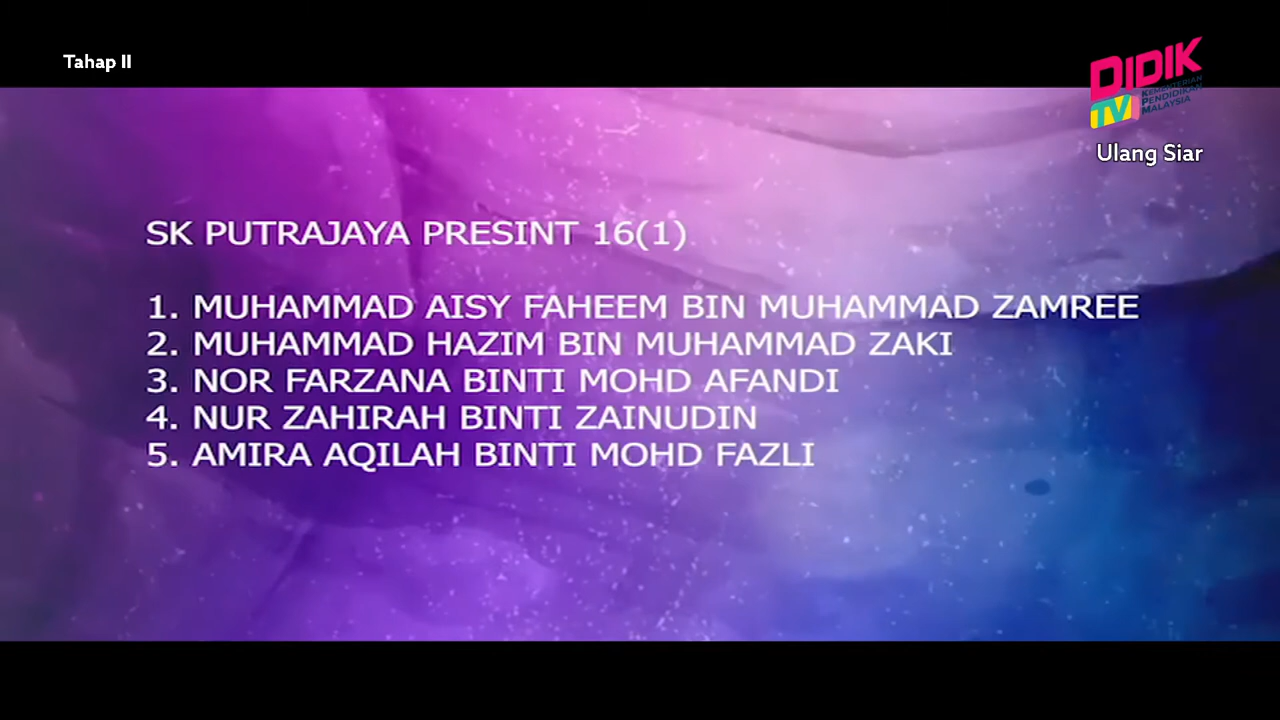 Tahap II
DIDIK
TV
KEMENTERIAN
PENDIDIKAN
MALAYSIA
Ulang Siar
SK PUTRAJAYA PRESINT 16(1)
1. MUHAMMAD AISY FAHEEM BIN MUHAMMAD ZAMREE
2. MUHAMMAD HAZIM BIN MUHAMMAD ZAKI
3. NOR FARZANA BINTI MOHD AFANDI
4. NUR ZAHIRAH BINTI ZAINUDIN
5. AMIRA AQILAH BINTI MOHD FAZLI